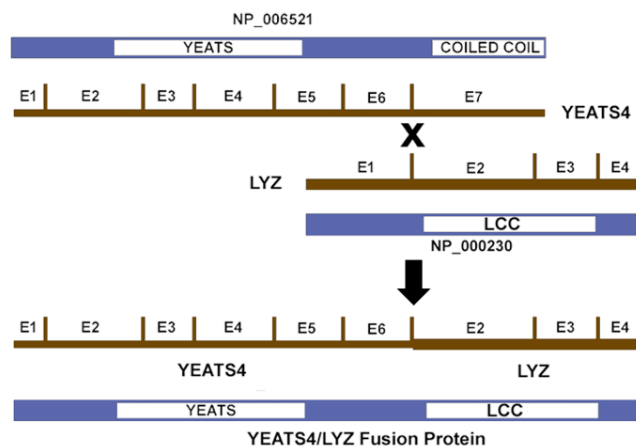 NP_006521
YEATS COILED COIL
E1 E2 E3 E4 E5 E6 E7
YEATS4
X
E1 E2 E3 E4
LYZ
LCC
NP_000230
E1 E2 E3 E4 E5 E6 E2 E3 E4
YEATS4 LYZ
YEATS LCC
YEATS4/LYZ Fusion Protein